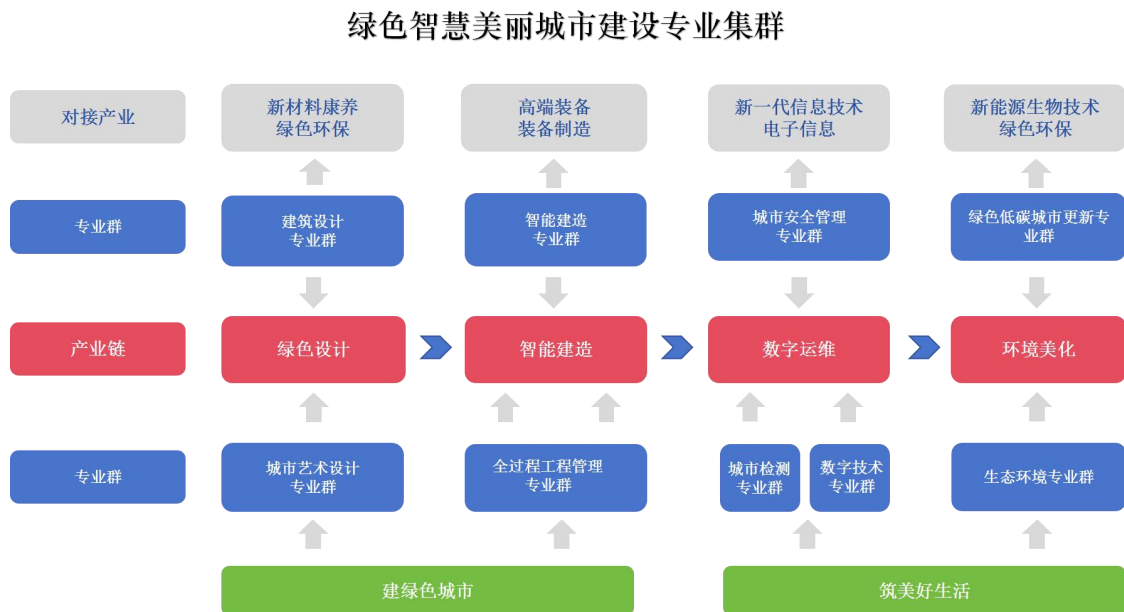 绿色智慧美丽城市建设专业集群
对接产业
新材料康养
绿色环保
高端装备
装备制造
新一代信息技术
电子信息
新能源生物技术
绿色环保
专业群
建筑设计
专业群
智能建造
专业群
城市安全管理
专业群
绿色低碳城市更新专
业群
产业链
绿色设计
智能建造
数字运维
环境美化
专业群
城市艺术设计
专业群
全过程工程管理
专业群
城市检测
专业群
数字技术
专业群
生态环境专业群
建绿色城市
筑美好生活